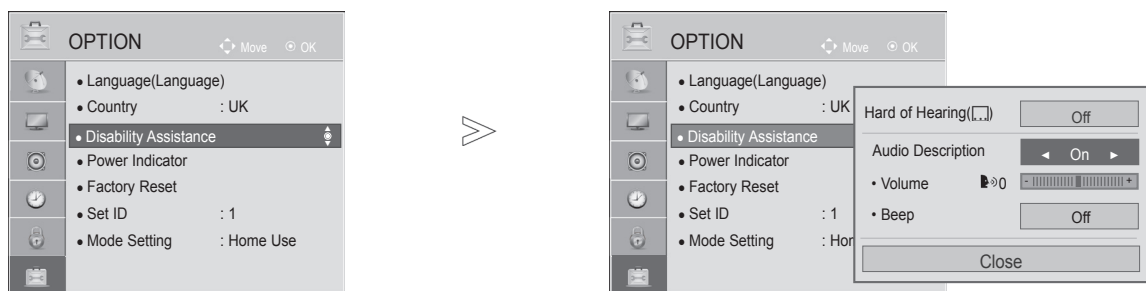 OPTION
Move
OK
● Language(Language)
● Country : UK
● Disability Assistance
● Power Indicator
● Factory Reset
● Set ID : 1
● Mode Setting : Home Use
OPTION
Move
OK
● Language(Language)
● Country : UK
● Disability Assistance
● Power Indicator
● Factory Reset
● Set ID : 1
● Mode Setting : Hor
Hard of Hearing() Off
Audio Description ◄ On ►
• Volume 0 - +
• Beep Off
Close